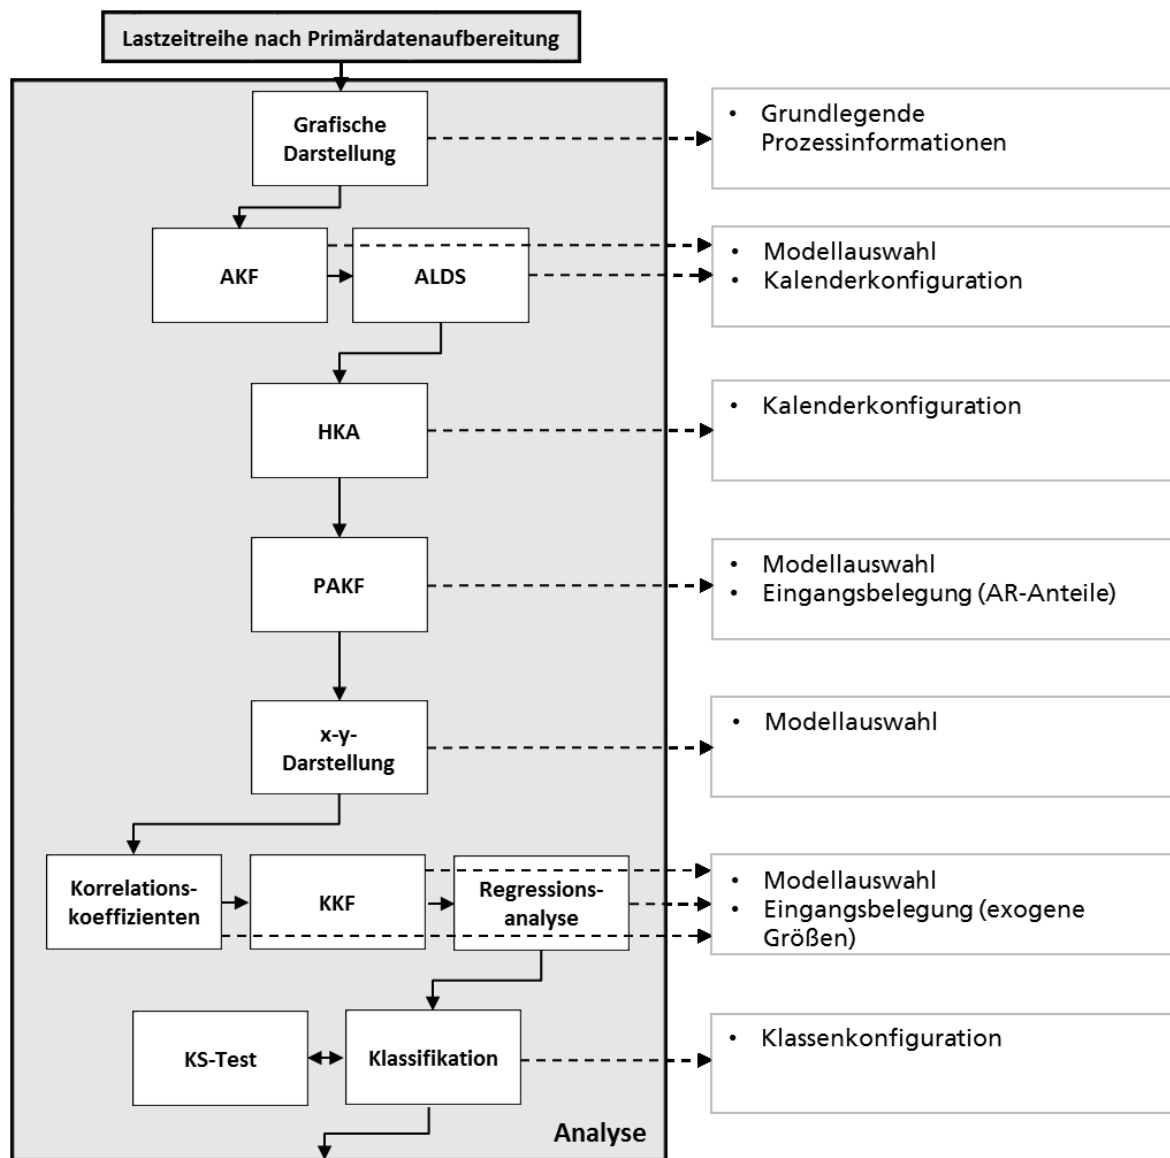 Lastzeitreihe nach Primärdatenaufbereitung
Grafische
Darstellung
• Grundlegende
Prozessinformationen
AKF
ALDS
• Modellauswahl
• Kalenderkonfiguration
HKA
• Kalenderkonfiguration
PAKF
• Modellauswahl
• Eingangsbelegung (AR-Anteile)
x-y-
Darstellung
• Modellauswahl
Korrelations-
koeffizienten
KKF
Regressions-
analyse
• Modellauswahl
• Eingangsbelegung (exogene
Größen)
KS-Test
Klassifikation
• Klassenkonfiguration
Analyse